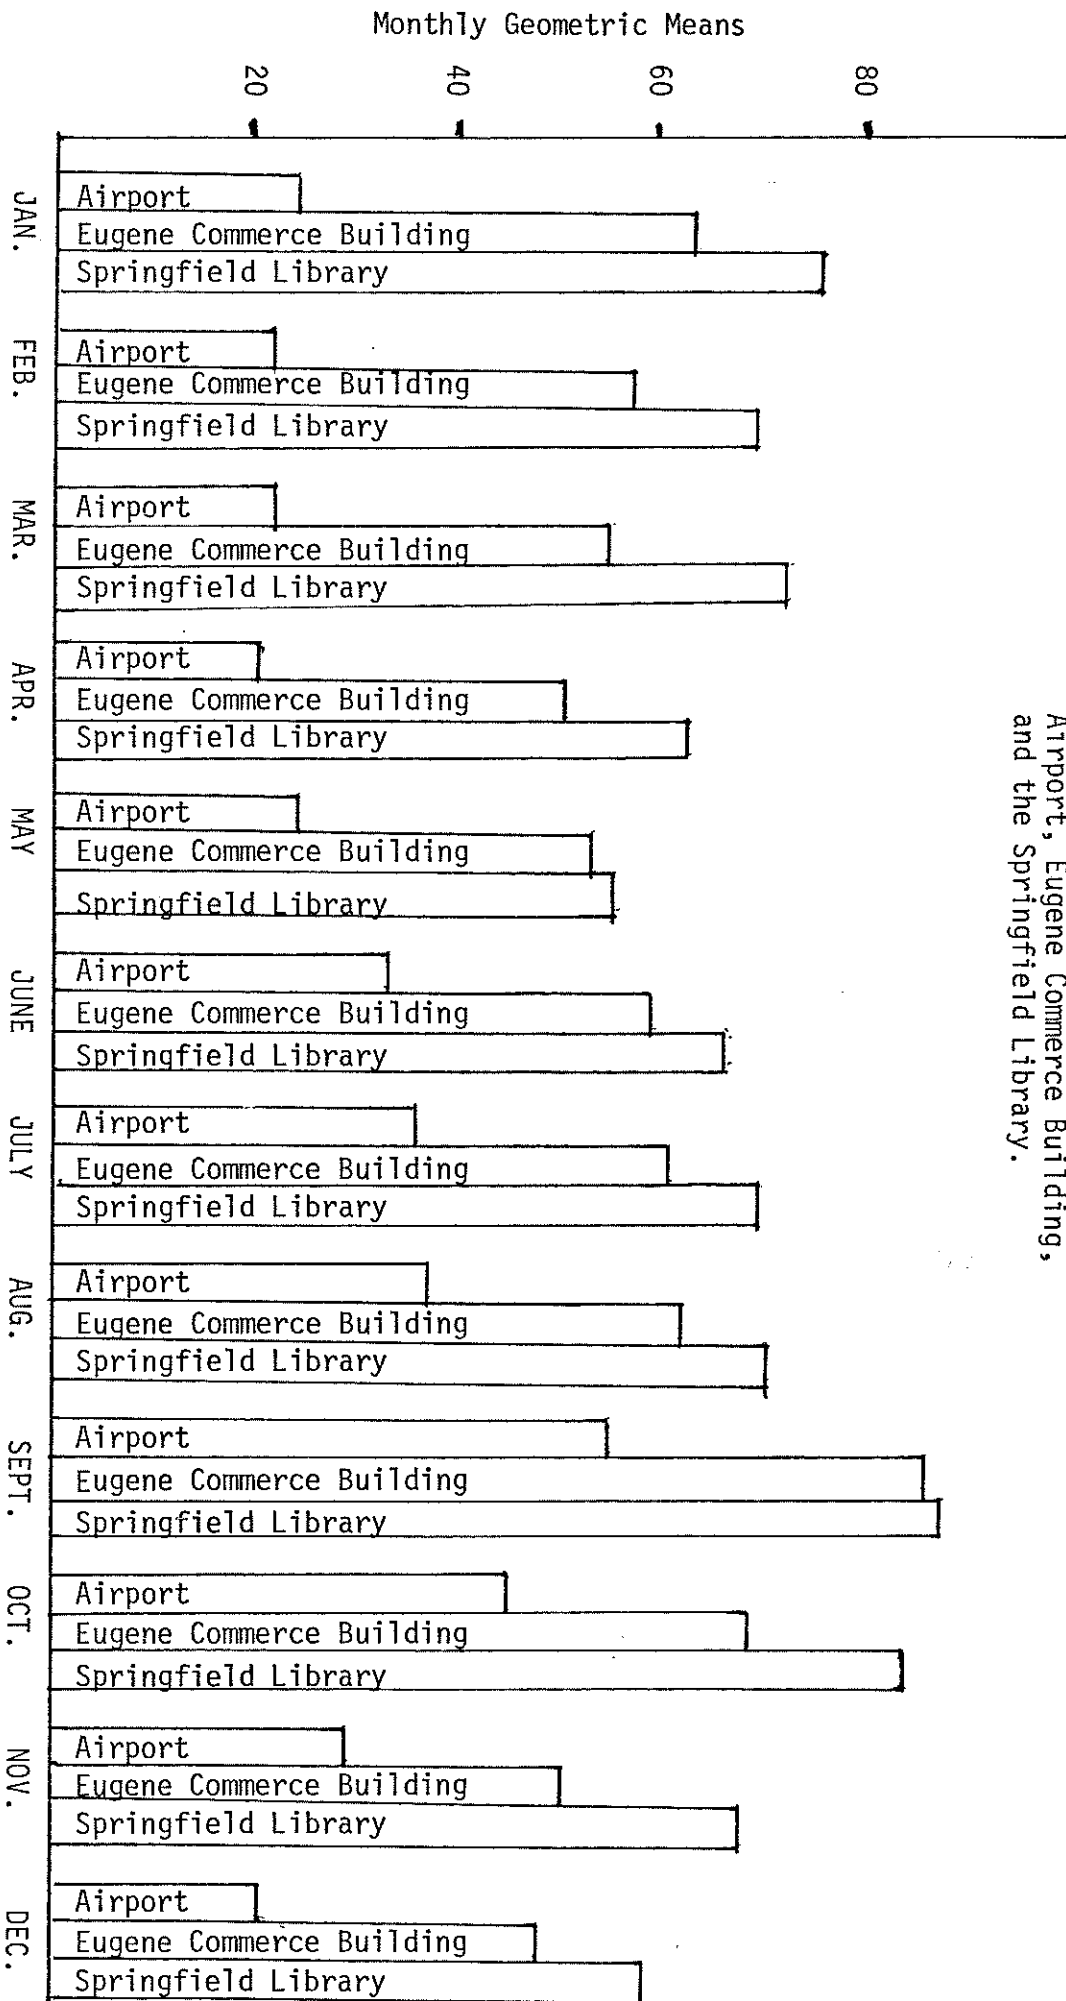 Monthly Geometric Means
20
40
60
80
Airport, Eugene Commerce Building,
and the Springfield Library.
JAN.
Airport
Eugene Commerce Building
Springfield Library
FEB.
Airport
Eugene Commerce Building
Springfield Library
MAR.
Airport
Eugene Commerce Building
Springfield Library
APR.
Airport
Eugene Commerce Building
Springfield Library
MAY
Airport
Eugene Commerce Building
Springfield Library
JUNE
Airport
Eugene Commerce Building
Springfield Library
JULY
Airport
Eugene Commerce Building
Springfield Library
AUG.
Airport
Eugene Commerce Building
Springfield Library
SEPT.
Airport
Eugene Commerce Building
Springfield Library
OCT.
Airport
Eugene Commerce Building
Springfield Library
NOV.
Airport
Eugene Commerce Building
Springfield Library
DEC.
Airport
Eugene Commerce Building
Springfield Library